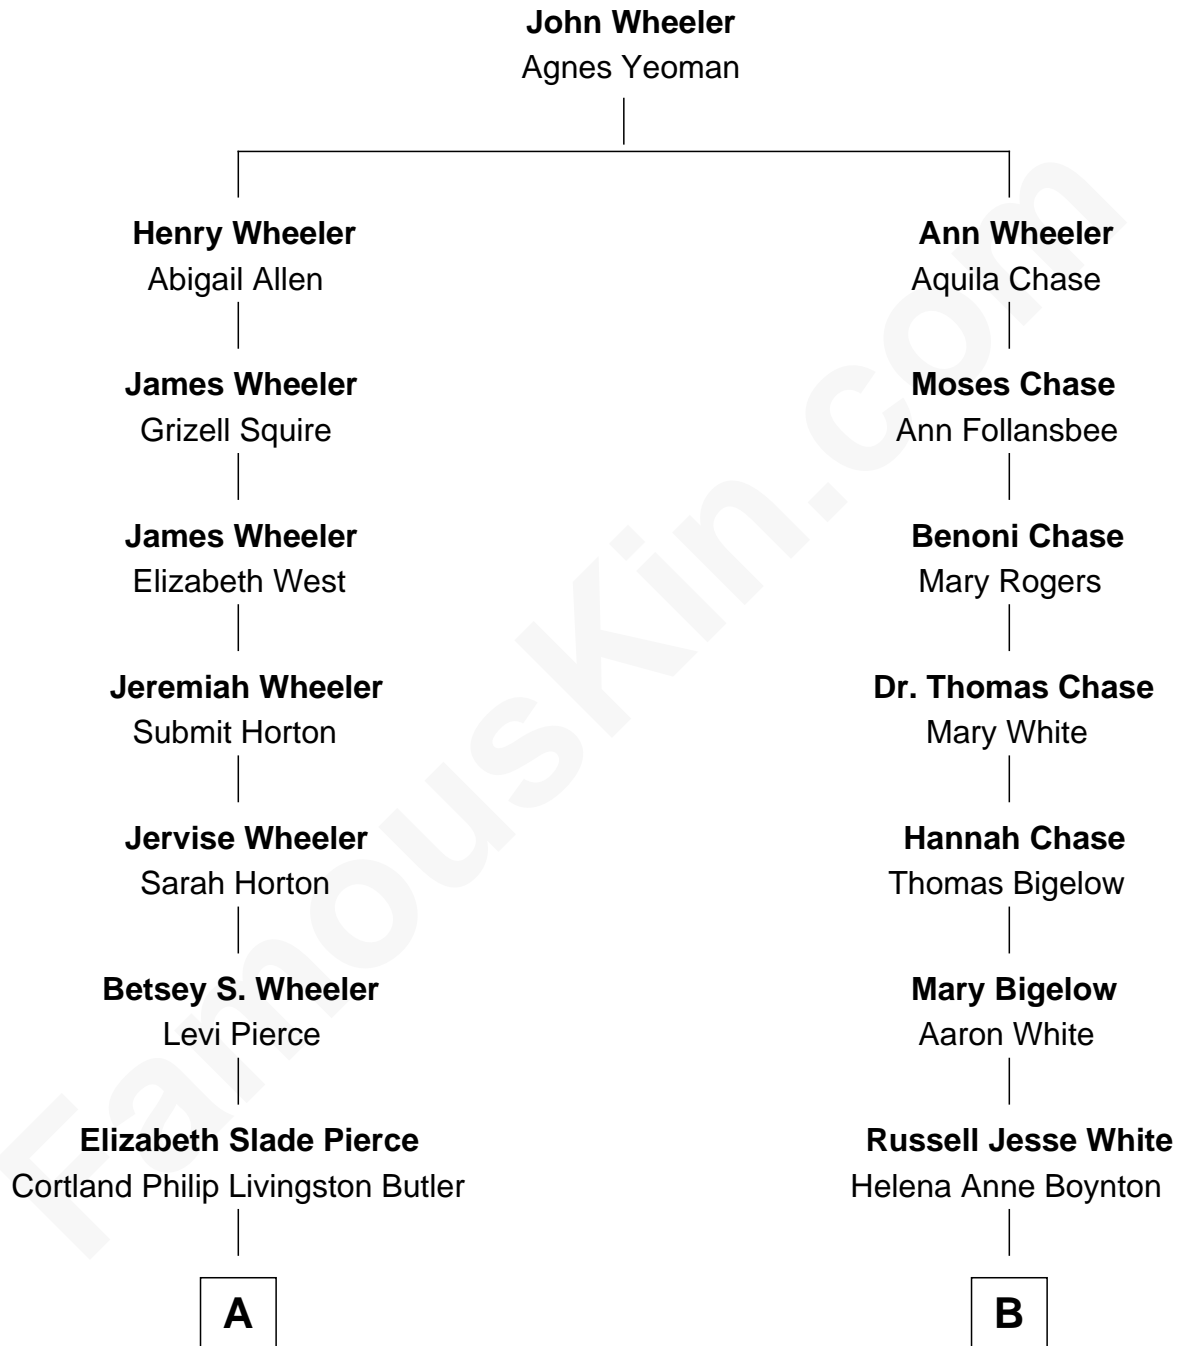 John Wheeler
Agnes Yeoman
Henry Wheeler
Abigail Allen
Ann Wheeler
Aquila Chase
James Wheeler
Grizell Squire
Moses Chase
Ann Follansbee
James Wheeler
Elizabeth West
Benoni Chase
Mary Rogers
Jeremiah Wheeler
Submit Horton
Dr. Thomas Chase
Mary White
Jervise Wheeler
Sarah Horton
Hannah Chase
Thomas Bigelow
Betsey S. Wheeler
Levi Pierce
Mary Bigelow
Aaron White
Elizabeth Slade Pierce
Cortland Philip Livingston Butler
Russell Jesse White
Helena Anne Boynton
A
B
FamousKin.com